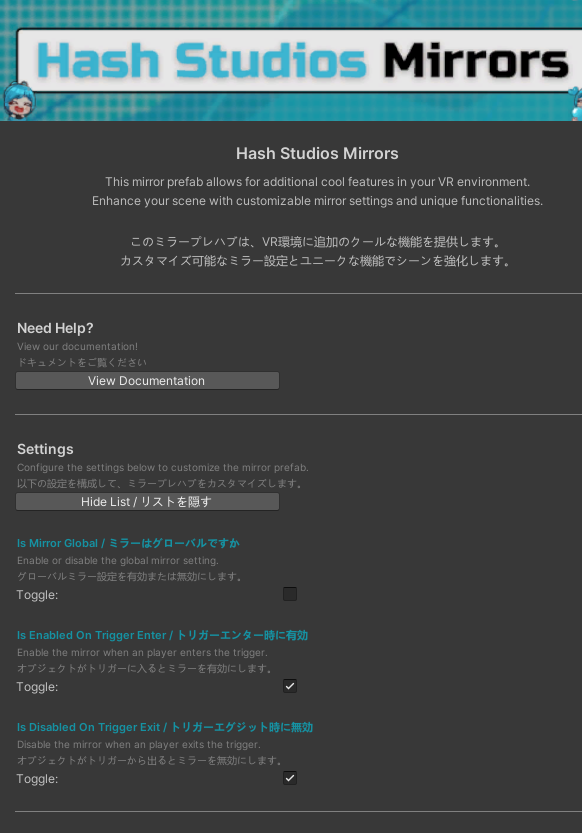 Hash Studios Mirrors
Hash Studios Mirrors
This mirror prefab allows for additional cool features in your VR environment.
Enhance your scene with customizable mirror settings and unique functionalities.
このミラープレハブは、VR環境に追加のクールな機能を提供します。
カスタマイズ可能なミラー設定とユニークな機能でシーンを強化します。
Need Help?
View our documentation!
ドキュメントをご覧ください
View Documentation
Settings
Configure the settings below to customize the mirror prefab.
以下の設定を構成して、ミラープレハブをカスタマイズします。
Hide List / リストを隠す
Is Mirror Global / ミラーはグローバルですか
Enable or disable the global mirror setting.
グローバルミラー設定を有効または無効にします。
Toggle:
Is Enabled On Trigger Enter / トリガーエンター時に有効
Enable the mirror when an player enters the trigger.
オブジェクトがトリガーに入るとミラーを有効にします。
Toggle:
Is Disabled On Trigger Exit / トリガーエグジット時に無効
Disable the mirror when an player exits the trigger.
オブジェクトがトリガーから出るとミラーを無効にします。
Toggle: